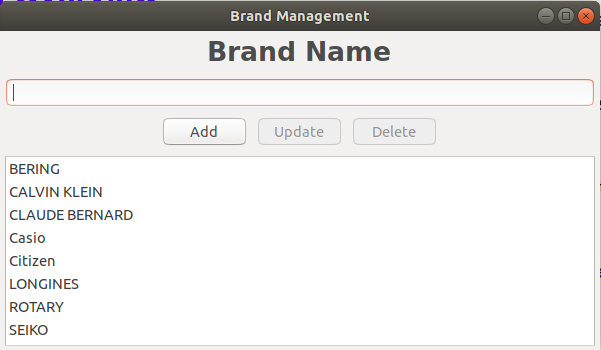 Brand Management
Brand Name
Add Update Delete
BERING
CALVIN KLEIN
CLAUDE BERNARD
Casio
Citizen
LONGINES
ROTARY
SEIKO